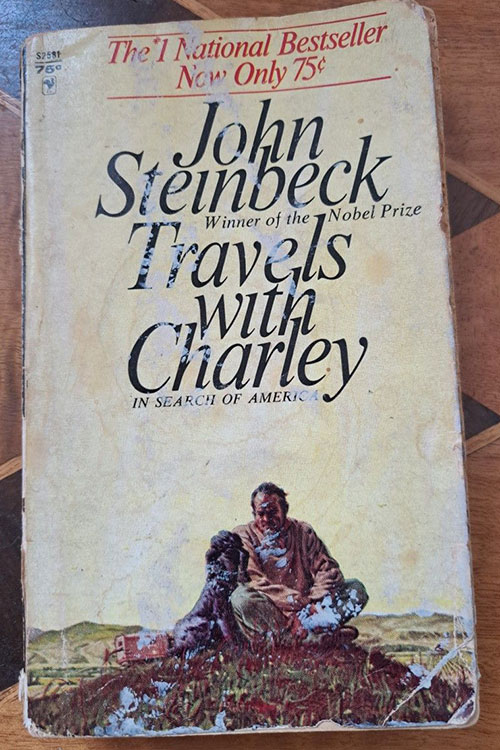 S2581
75¢
The #1 National Bestseller
Now Only 75¢
John
Steinbeck
Winner of the Nobel Prize
Travels
with
Charley
IN SEARCH OF AMERICA